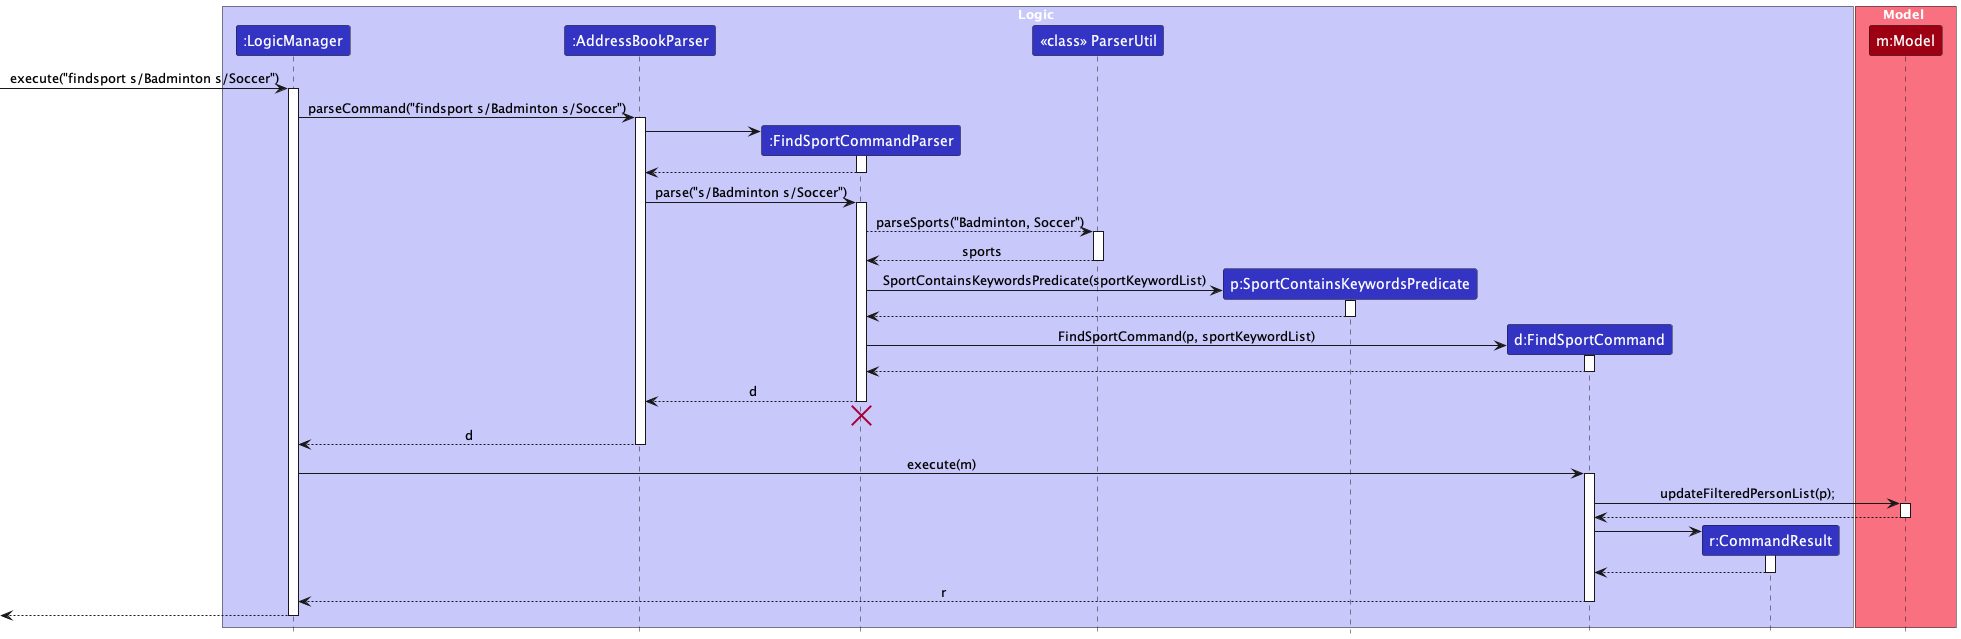 Logic
Model
:LogicManager
:AddressBookParser
«class» ParserUtil
m:Model
execute("findsport s/Badminton s/Soccer")
parseCommand("findsport s/Badminton s/Soccer")
:FindSportCommandParser
parse("s/Badminton s/Soccer")
parseSports("Badminton, Soccer")
sports
SportContainsKeywordsPredicate(sportKeywordList)
p:SportContainsKeywordsPredicate
FindSportCommand(p, sportKeywordList)
d:FindSportCommand
d
d
execute(m)
updateFilteredPersonList(p);
r:CommandResult
r